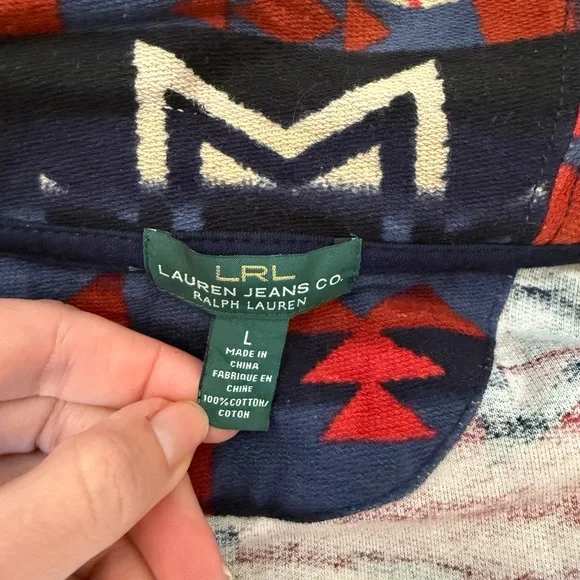 LRL
LAUREN JEANS CO.
RALPH LAUREN
L
MADE IN
CHINA
FABRIQUE EN
CHINE
100% COTTON/
COTON